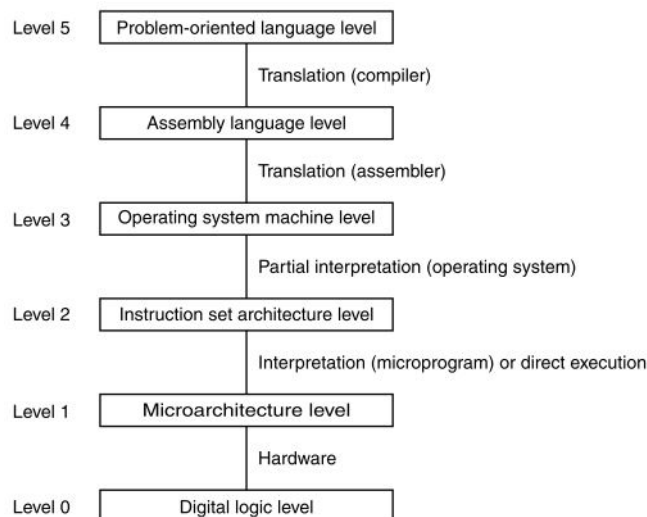 Level 5 Problem-oriented language level
Translation (compiler)
Level 4 Assembly language level
Translation (assembler)
Level 3 Operating system machine level
Partial interpretation (operating system)
Level 2 Instruction set architecture level
Interpretation (microprogram) or direct execution
Level 1 Microarchitecture level
Hardware
Level 0 Digital logic level